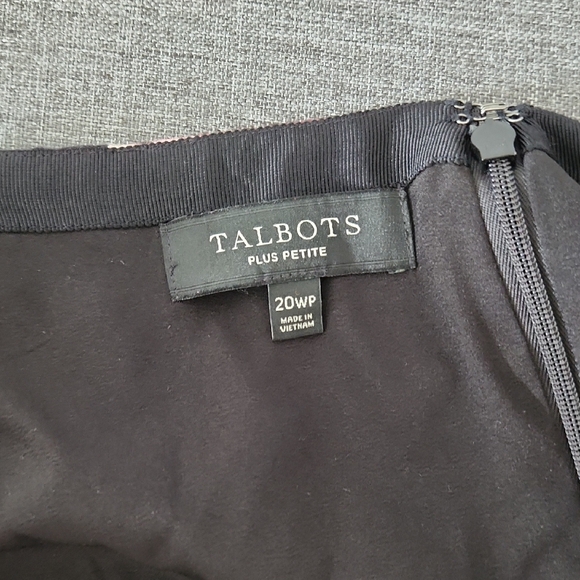 TALBOTS
PLUS PETITE
20WP
MADE IN
VIETNAM